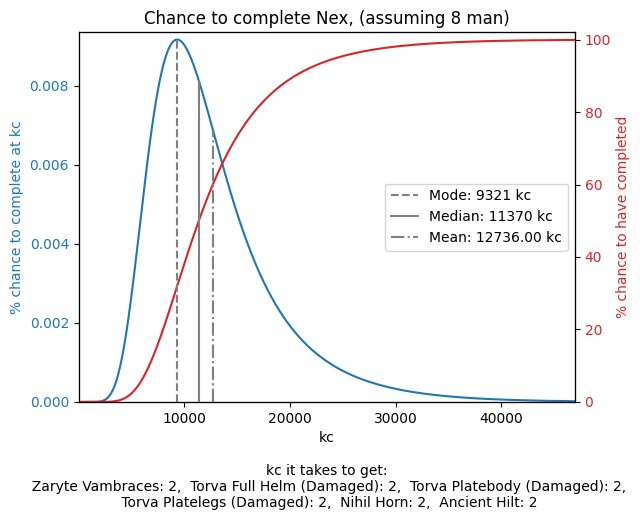 Chance to complete Nex, (assuming 8 man)
% chance to complete at kc
0.008
0.006
0.004
0.002
0.000
100
80
60
40
20
0
% chance to have completed
Mode: 9321 kc
Median: 11370 kc
Mean: 12736.00 kc
10000 20000 30000 40000
kc
kc it takes to get:
Zaryte Vambraces: 2, Torva Full Helm (Damaged): 2, Torva Platebody (Damaged): 2,
Torva Platelegs (Damaged): 2, Nihil Horn: 2, Ancient Hilt: 2